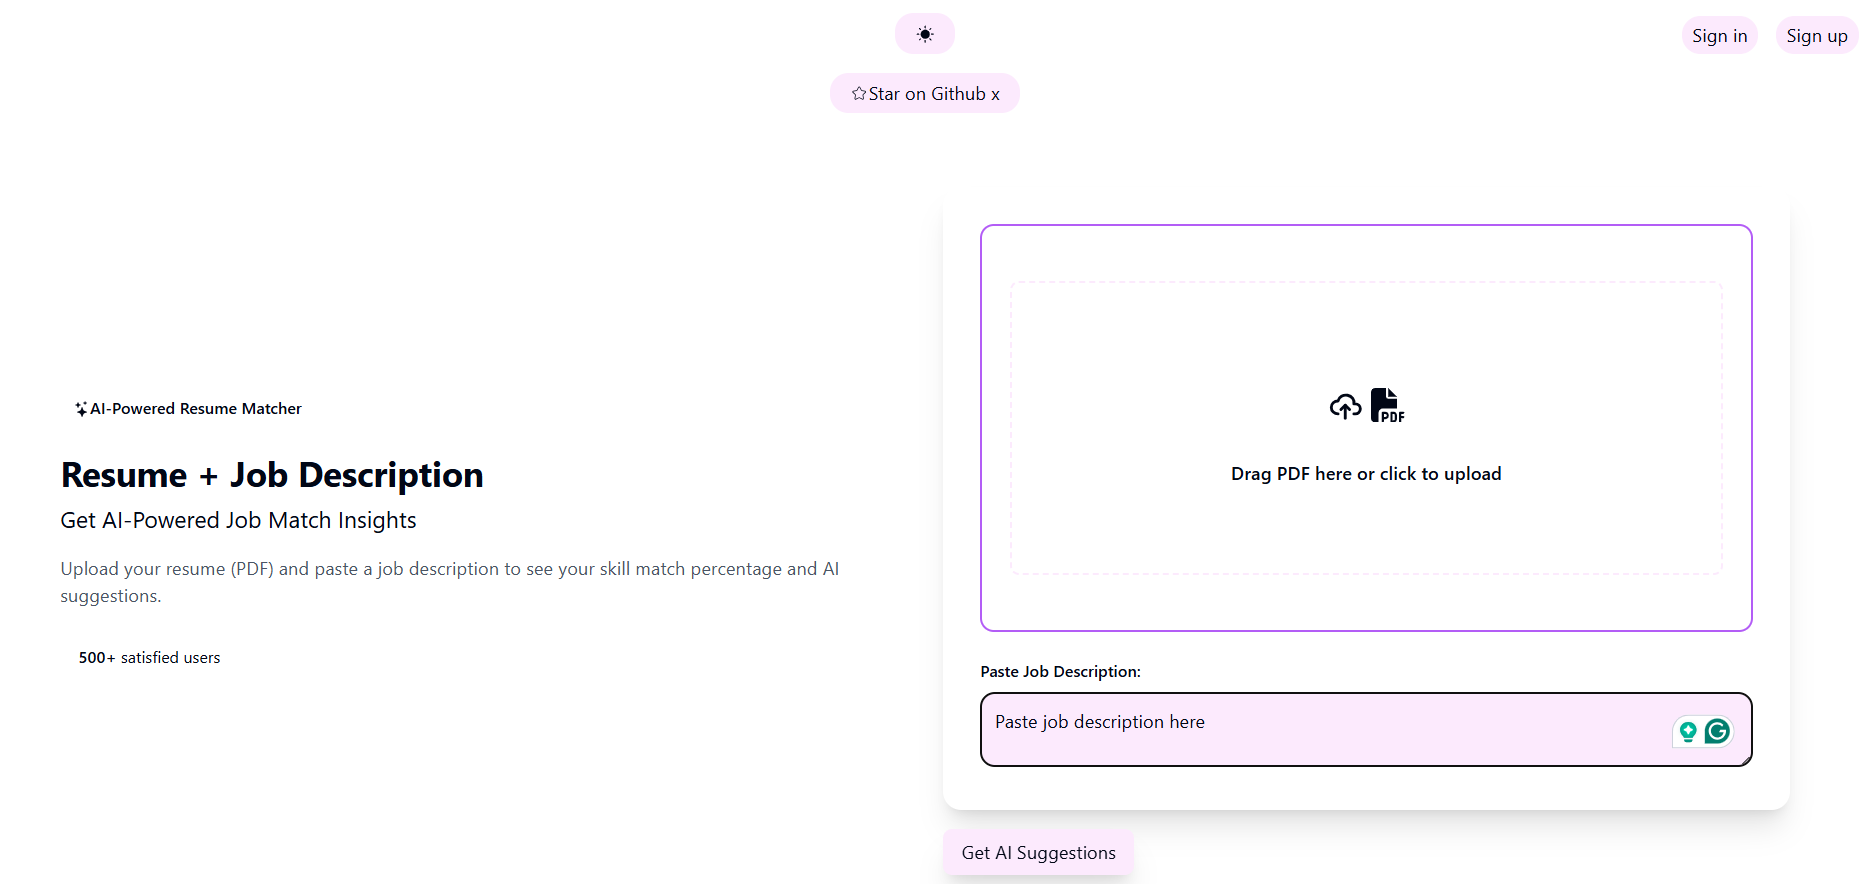 Sign in
Sign up
Star on Github x
AI-Powered Resume Matcher
Resume + Job Description
Get AI-Powered Job Match Insights
Upload your resume (PDF) and paste a job description to see your skill match percentage and AI
suggestions.
500+ satisfied users
PDF
Drag PDF here or click to upload
Paste Job Description:
Paste job description here
G
Get AI Suggestions